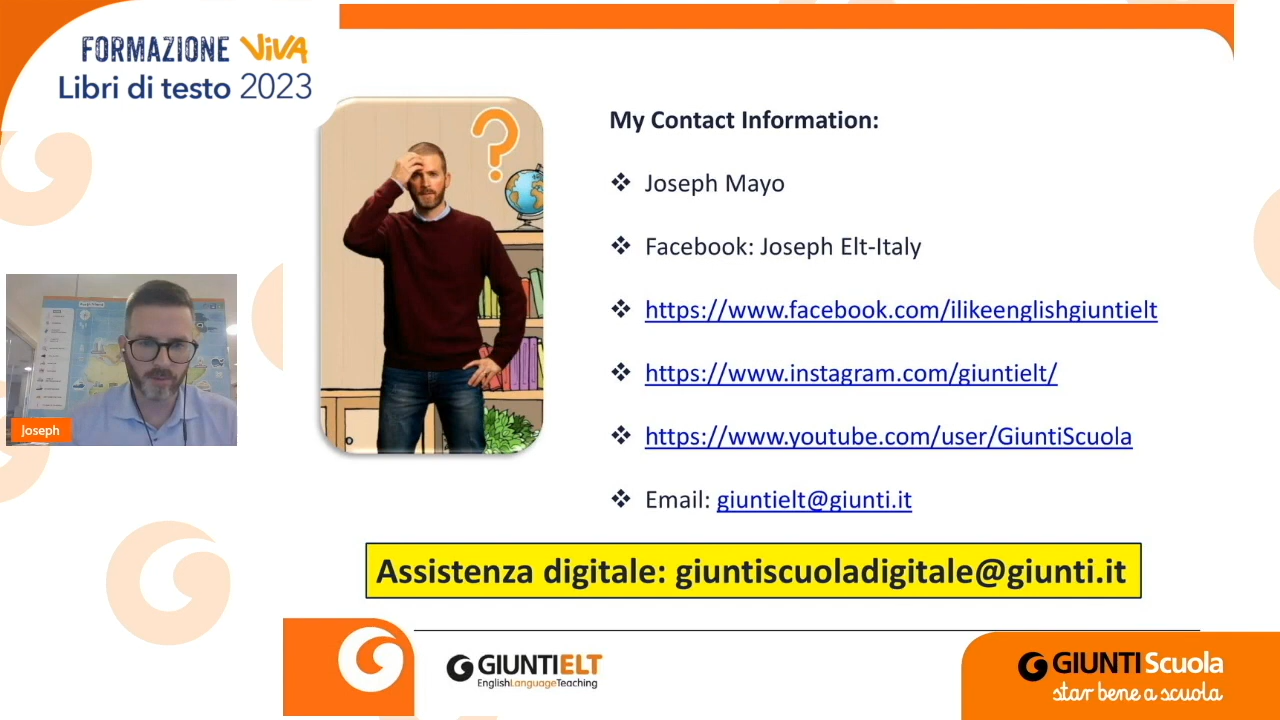 FORMAZIONE VIVA
Libri di testo 2023
My Contact Information:
Joseph Mayo
Facebook: Joseph Elt-Italy
https://www.facebook.com/ilikeenglishgiuntielt
https://www.instagram.com/giuntielt/
https://www.youtube.com/user/GiuntiScuola
Email: giuntielt@giunti.it
?
Joseph
Assistenza digitale: giuntiscuoladigitale@giunti.it
GIUNTIELT
EnglishLanguageTeaching
GIUNTI Scuola
star bene a scuola